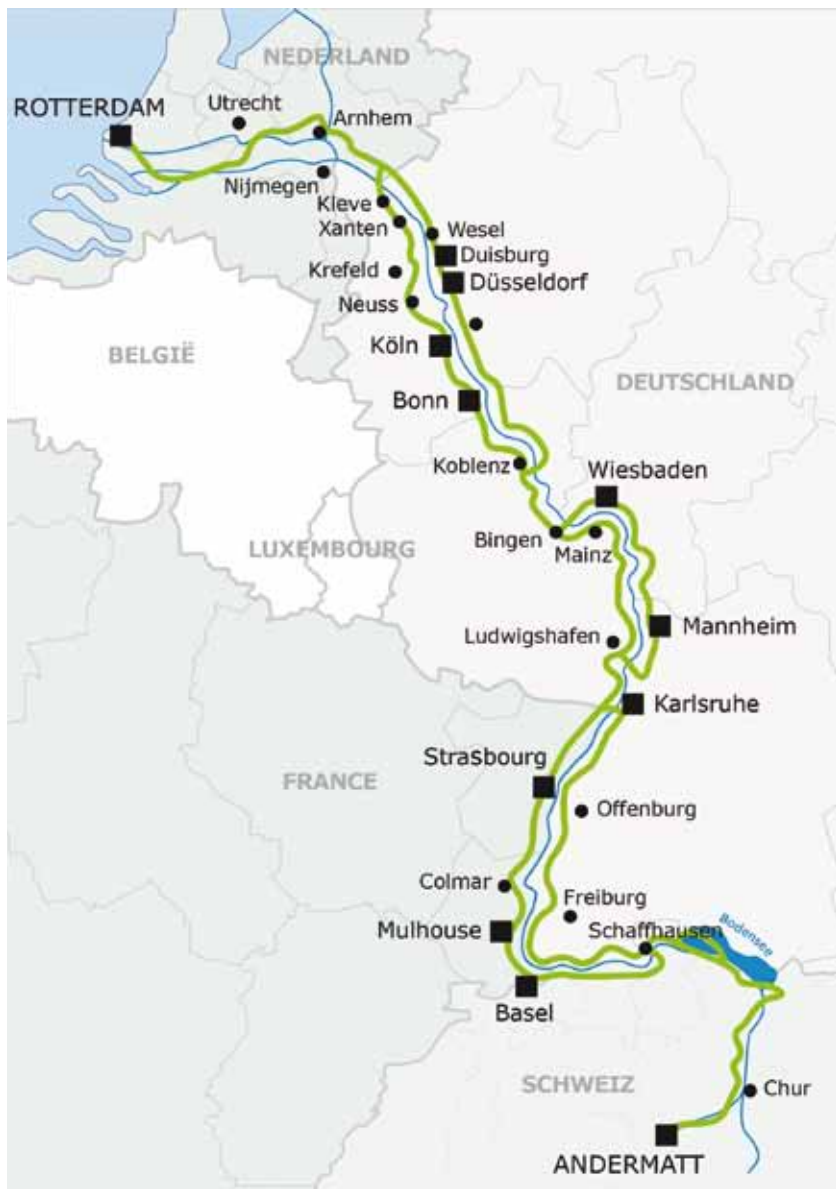 NEDERLAND
ROTTERDAM
Utrecht
Arnhem
Nijmegen
Kleve
Xanten
Wesel
Duisburg
Krefeld
Düsseldorf
Neuss
Köln
BELGIË
DEUTSCHLAND
Bonn
Koblenz
Wiesbaden
Bingen
Mainz
LUXEMBOURG
Ludwigshafen
Mannheim
Karlsruhe
Strasbourg
FRANCE
Offenburg
Colmar
Freiburg
Mulhouse
Schaffhausen
Bodensee
Basel
SCHWEIZ
Chur
ANDERMATT